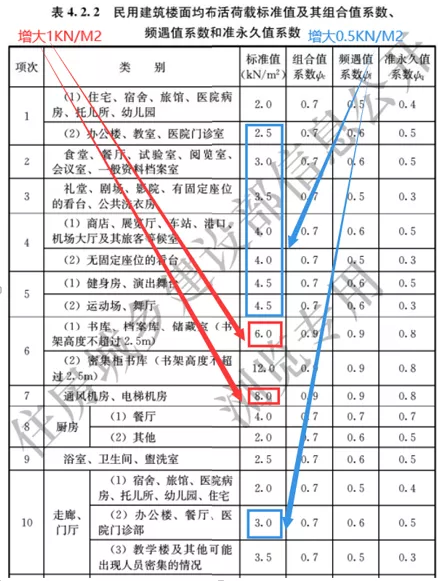 表 4.2.2 民用建筑楼面均布活荷载标准值及其组合值系数、
增大1KN/M2 频遇值系数和准永久值系数 增大0.5KN/M2
项次 类 别 标准值 (kN/m²) 组合值系数ψc 频遇值系数ψf 准永久值系数ψq
1 (1) 住宅、宿舍、旅馆、医院病
房、托儿所、幼儿园 2.0 0.7 0.5 0.4
(2) 办公楼、教室、医院门诊室 2.5 0.7 0.6 0.5
2 食堂、餐厅、试验室、阅览室、
会议室、一般资料档案室 3.0 0.7 0.6 0.5
3 礼堂、剧场、影院、有固定座位
的看台、公共洗衣房 3.5 0.7 0.5 0.3
4 (1) 商店、展览厅、车站、港口、
机场大厅及其旅客等候室 4.0 0.7 0.6 0.5
(2) 无固定座位的看台 4.0 0.7 0.5 0.3
5 (1) 健身房、演出舞台 4.5 0.7 0.6 0.5
(2) 运动场、舞厅 4.5 0.7 0.6 0.3
6 (1) 书库、档案库、储藏室（书
架高度不超过2.5m） 6.0 0.9 0.9 0.8
(2) 密集柜书库（书架高度不超
过2.5m） 12.0 0.9 0.9 0.8
7 通风机房、电梯机房 8.0 0.9 0.9 0.8
8 厨房 (1) 餐厅 4.0 0.7 0.7 0.7
(2) 其他 2.0 0.7 0.6 0.5
9 浴室、卫生间、盥洗室 2.5 0.7 0.6 0.5
10 走廊、
门厅 (1) 宿舍、旅馆、医院病
房、托儿所、幼儿园、住宅 2.0 0.7 0.5 0.4
(2) 办公楼、餐厅、医
院门诊部 3.0 0.7 0.6 0.5
(3) 教学楼及其他可能
出现人员密集的情况 3.5 0.7 0.5 0.3
住房城乡建设部信息公开
浏览专用